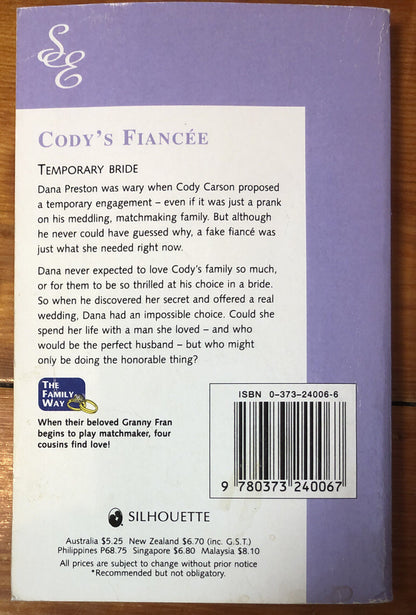 SE
CODY'S FIANCÉE
TEMPORARY BRIDE
Dana Preston was wary when Cody Carson proposed
a temporary engagement – even if it was just a prank
on his meddling, matchmaking family. But although
he never could have guessed why, a fake fiancé was
just what she needed right now.
Dana never expected to love Cody's family so much,
or for them to be so thrilled at his choice in a bride.
So when he discovered her secret and offered a real
wedding, Dana had an impossible choice. Could she
spend her life with a man she loved – and who
would be the perfect husband – but who might
only be doing the honorable thing?
THE
FAMILY
WAY
When their beloved Granny Fran
begins to play matchmaker, four
cousins find love!
ISBN 0-373-24006-6
9 780373 240067
SILHOUETTE
Australia $5.25 New Zealand $6.70 (inc. G.S.T.)
Philippines P68.75 Singapore $6.80 Malaysia $8.10
All prices are subject to change without prior notice
*Recommended but not obligatory.